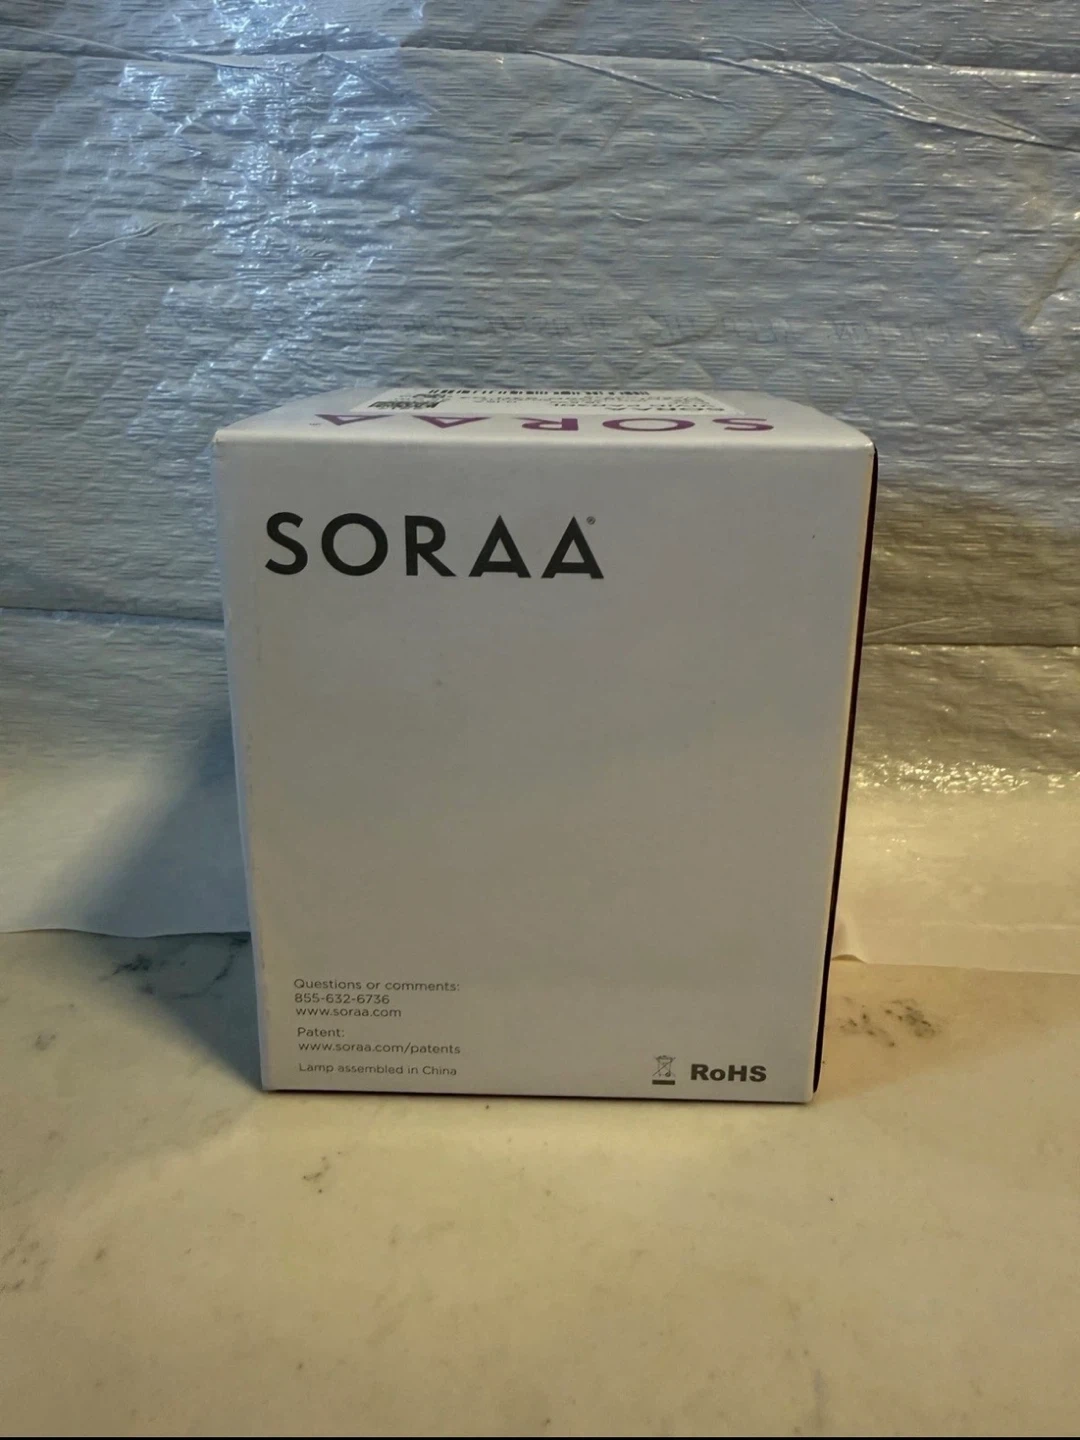 SORAA
SORAA®
Questions or comments:
855-632-6736
www.soraa.com
Patent:
www.soraa.com/patents
Lamp assembled in China
RoHS